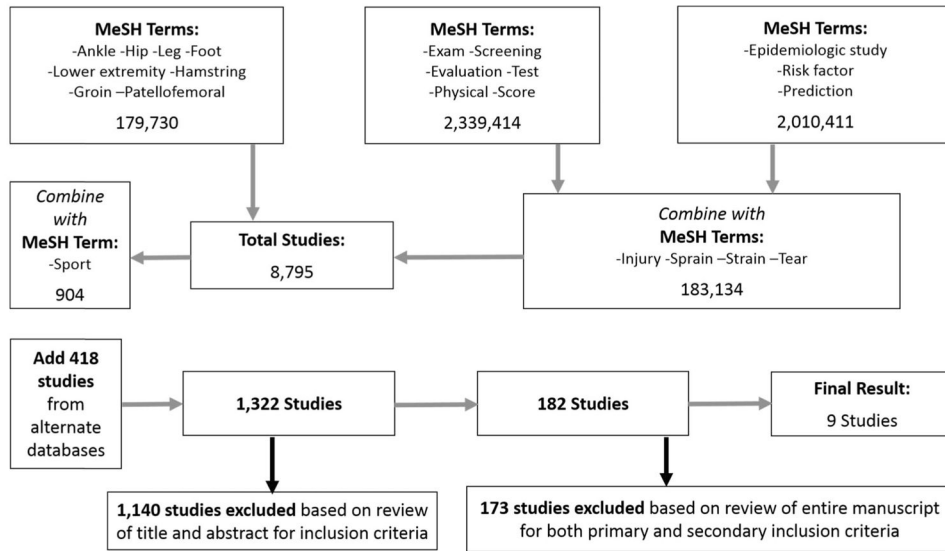 MeSH Terms:
-Ankle -Hip -Leg -Foot
-Lower extremity -Hamstring
-Groin –Patellofemoral
179,730
MeSH Terms:
-Exam -Screening
-Evaluation -Test
-Physical -Score
2,339,414
MeSH Terms:
-Epidemiologic study
-Risk factor
-Prediction
2,010,411
Combine
with
MeSH Term:
-Sport
904
Total Studies:
8,795
Combine with
MeSH Terms:
-Injury -Sprain –Strain –Tear
183,134
Add 418
studies
from
alternate
databases
1,322 Studies
182 Studies
Final Result:
9 Studies
1,140 studies excluded based on review
of title and abstract for inclusion criteria
173 studies excluded based on review of entire manuscript
for both primary and secondary inclusion criteria